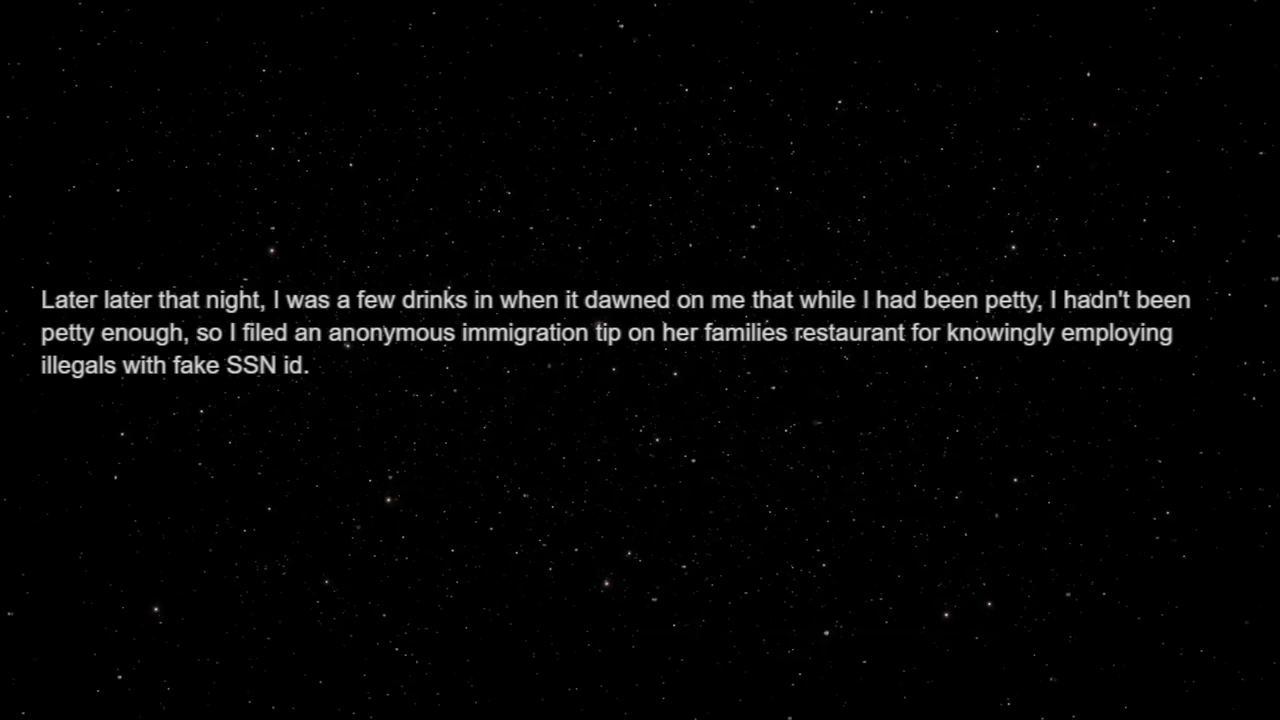 Later later that night, I was a few drinks in when it dawned on me that while I had been petty, I hadn't been
petty enough, so I filed an anonymous immigration tip on her families restaurant for knowingly employing
illegals with fake SSN id.